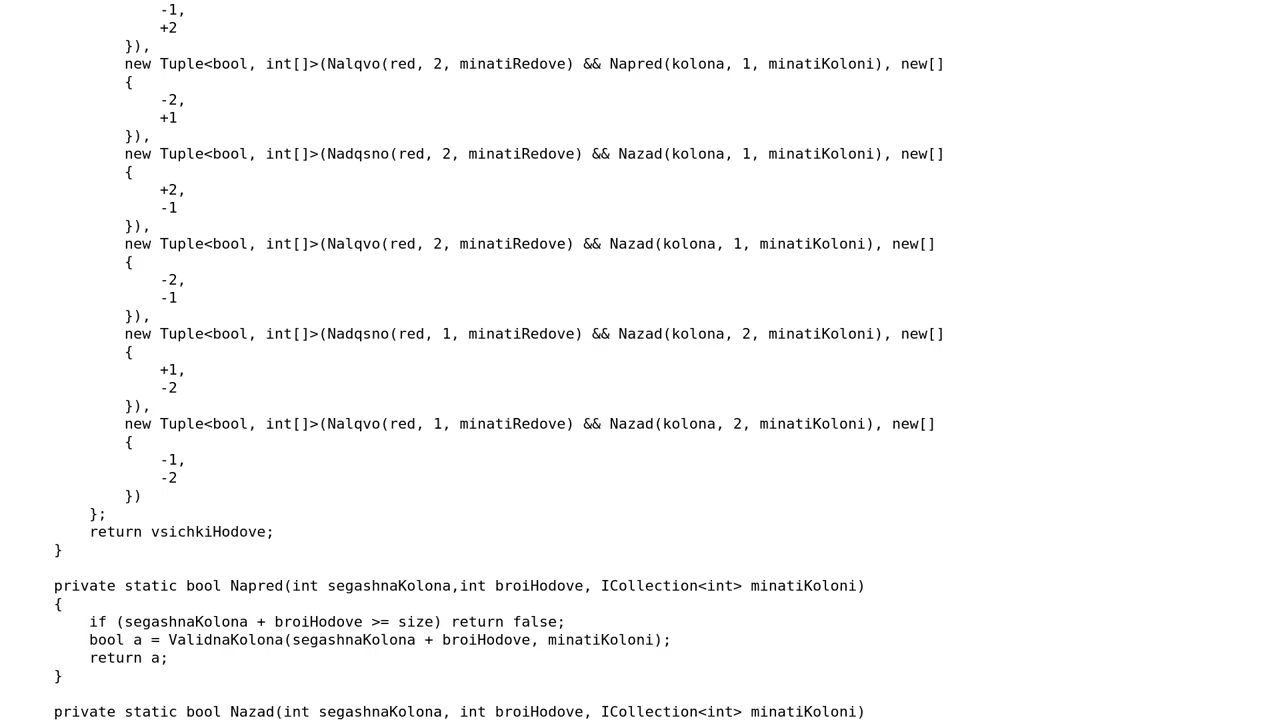 -1,
+2
}),
new Tuple<bool, int[]>(Nalqvo(red, 2, minatiRedove) && Napred(kolona, 1, minatiKoloni), new[]
{
-2,
+1
}),
new Tuple<bool, int[]>(Nadqsno(red, 2, minatiRedove) && Nazad(kolona, 1, minatiKoloni), new[]
{
+2,
-1
}),
new Tuple<bool, int[]>(Nalqvo(red, 2, minatiRedove) && Nazad(kolona, 1, minatiKoloni), new[]
{
-2,
-1
}),
new Tuple<bool, int[]>(Nadqsno(red, 1, minatiRedove) && Nazad(kolona, 2, minatiKoloni), new[]
{
+1,
-2
}),
new Tuple<bool, int[]>(Nalqvo(red, 1, minatiRedove) && Nazad(kolona, 2, minatiKoloni), new[]
{
-1,
-2
})
};
return vsichkiHodove;
}
private static bool Napred(int segashnaKolona,int broiHodove, ICollection<int> minatiKoloni)
{
if (segashnaKolona + broiHodove >= size) return false;
bool a = ValidnaKolona(segashnaKolona + broiHodove, minatiKoloni);
return a;
}
private static bool Nazad(int segashnaKolona, int broiHodove, ICollection<int> minatiKoloni)